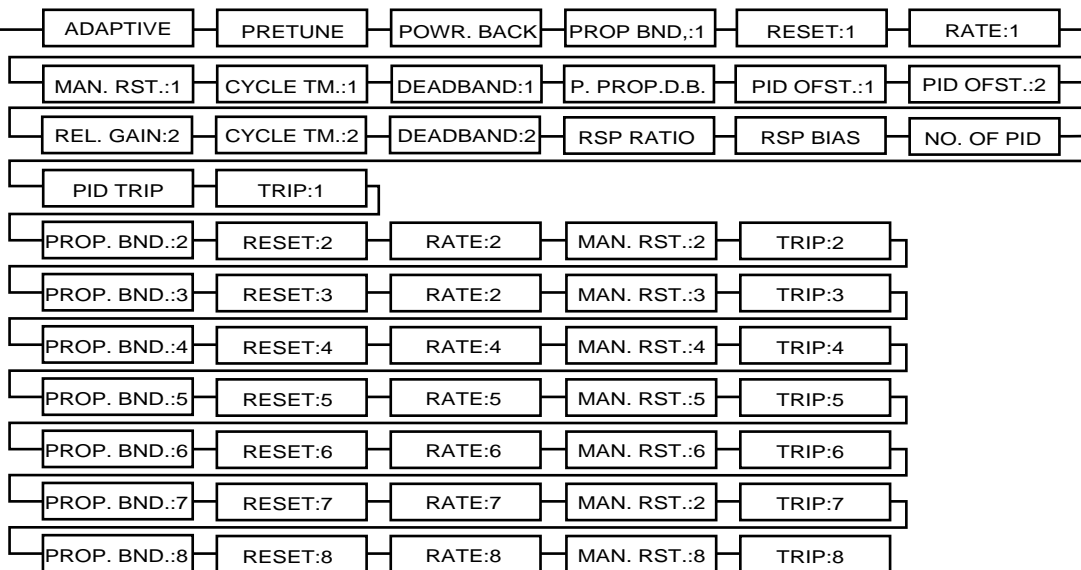 ADAPTIVE PRETUNE POWR. BACK PROP BND,:1 RESET:1 RATE:1
MAN. RST.:1 CYCLE TM.:1 DEADBAND:1 P. PROP.D.B. PID OFST.:1 PID OFST.:2
REL. GAIN:2 CYCLE TM.:2 DEADBAND:2 RSP RATIO RSP BIAS NO. OF PID
PID TRIP TRIP:1
PROP. BND.:2 RESET:2 RATE:2 MAN. RST.:2 TRIP:2
PROP. BND.:3 RESET:3 RATE:2 MAN. RST.:3 TRIP:3
PROP. BND.:4 RESET:4 RATE:4 MAN. RST.:4 TRIP:4
PROP. BND.:5 RESET:5 RATE:5 MAN. RST.:5 TRIP:5
PROP. BND.:6 RESET:6 RATE:6 MAN. RST.:6 TRIP:6
PROP. BND.:7 RESET:7 RATE:7 MAN. RST.:2 TRIP:7
PROP. BND.:8 RESET:8 RATE:8 MAN. RST.:8 TRIP:8